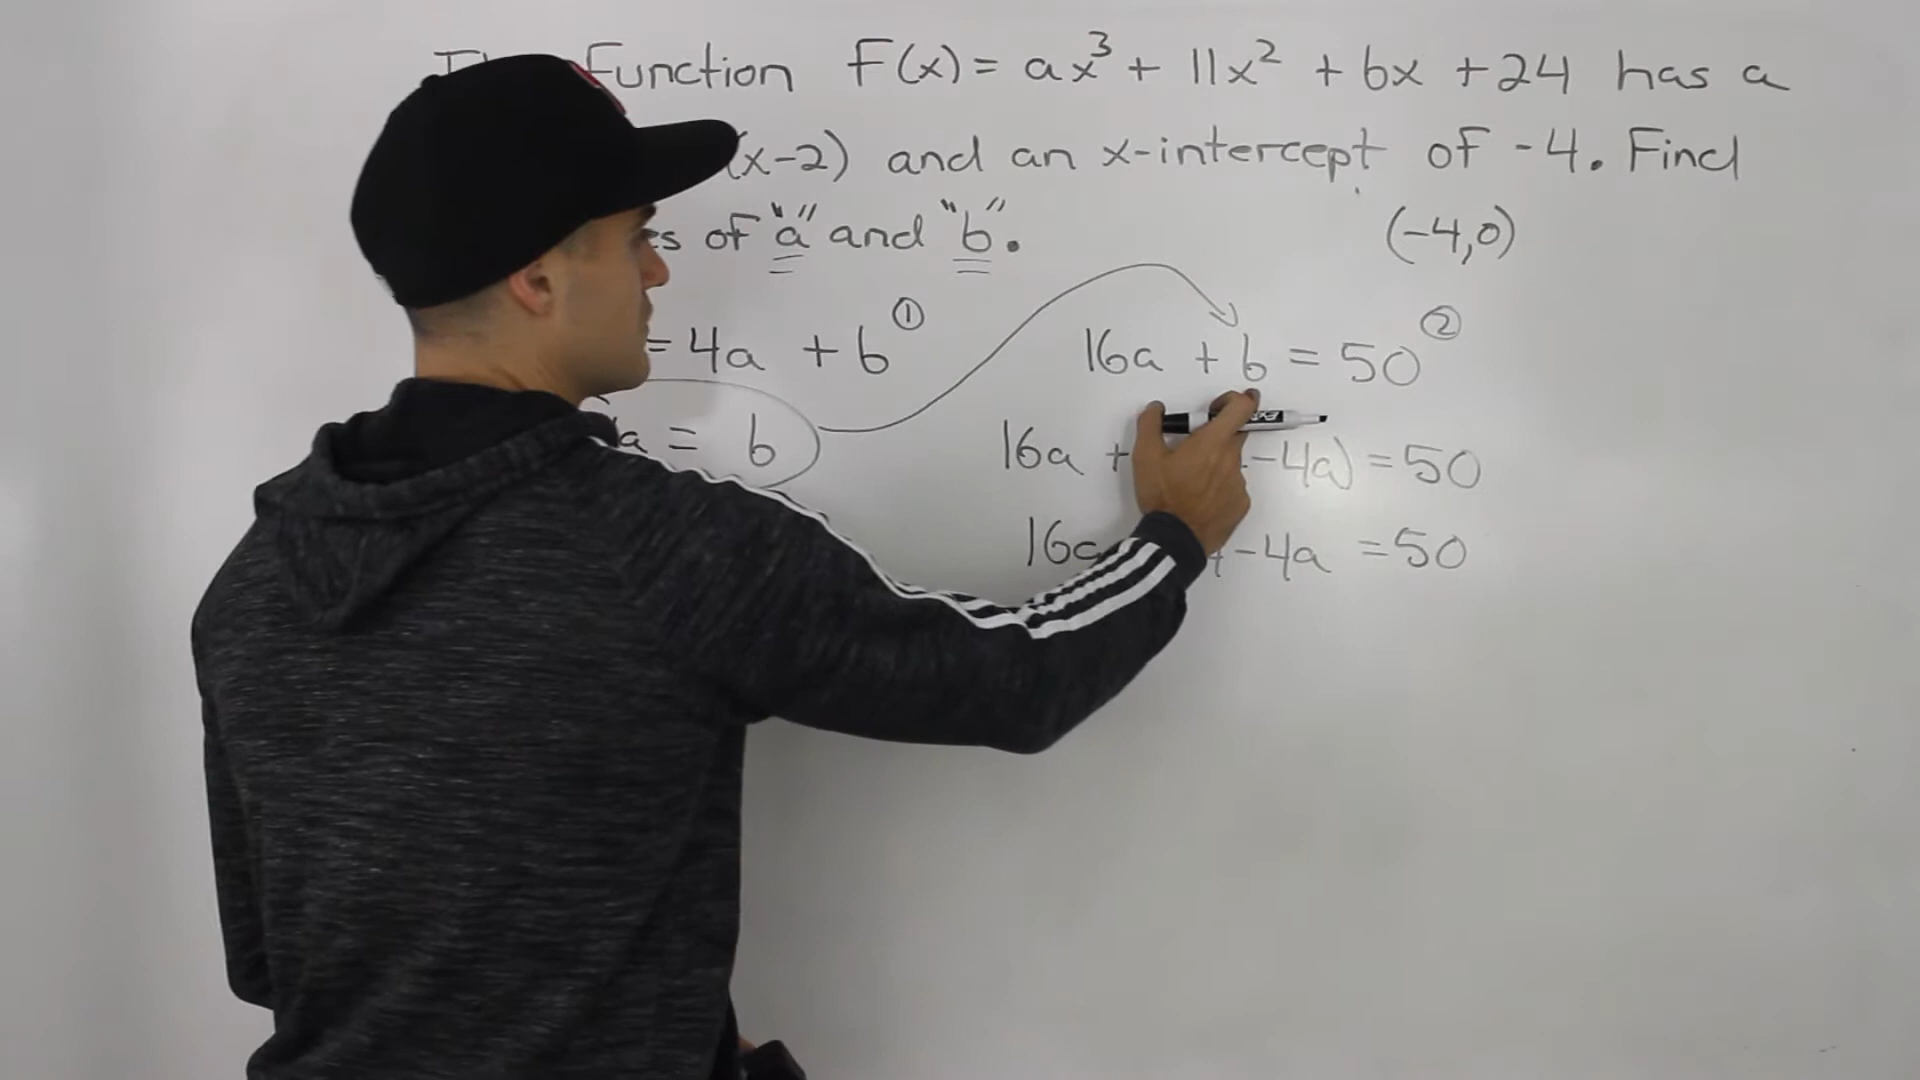 Function F(x) = ax³ + 11x² + bx + 24 has a
(x-2) and an x-intercept of -4. Find
of "a" and "b".
(-4,0)
= 4a + b ①
16a + b = 50 ②
a = b
16a + -4a) = 50
16a -4a = 50